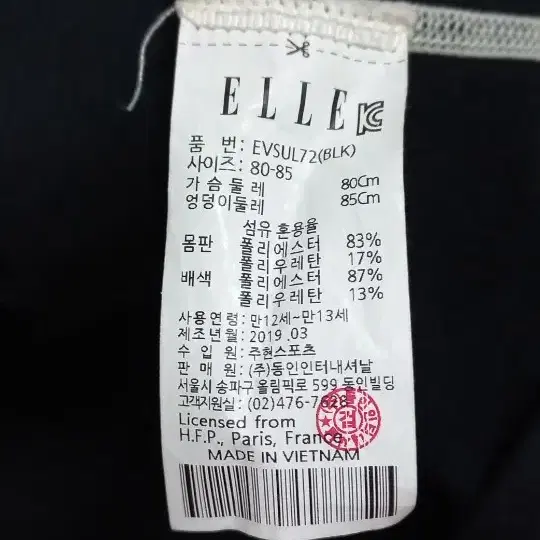 ELLE
품 번: EVSUL72(BLK)
사이즈: 80-85
가슴둘레 80Cm
엉덩이둘레 85Cm
섬유 혼용율
몸판 폴리에스터 83%
폴리우레탄 17%
배색 폴리에스터 87%
폴리우레탄 13%
사용연령: 만12세~만13세
제조년월: 2019.03
수 입 원: 주현스포츠
판 매 원: (주)동인인터내셔날
서울시 송파구 올림픽로 599 동인빌딩
고객지원실: (02)476-7628
Licensed from
H.F.P., Paris, France.
MADE IN VIETNAM